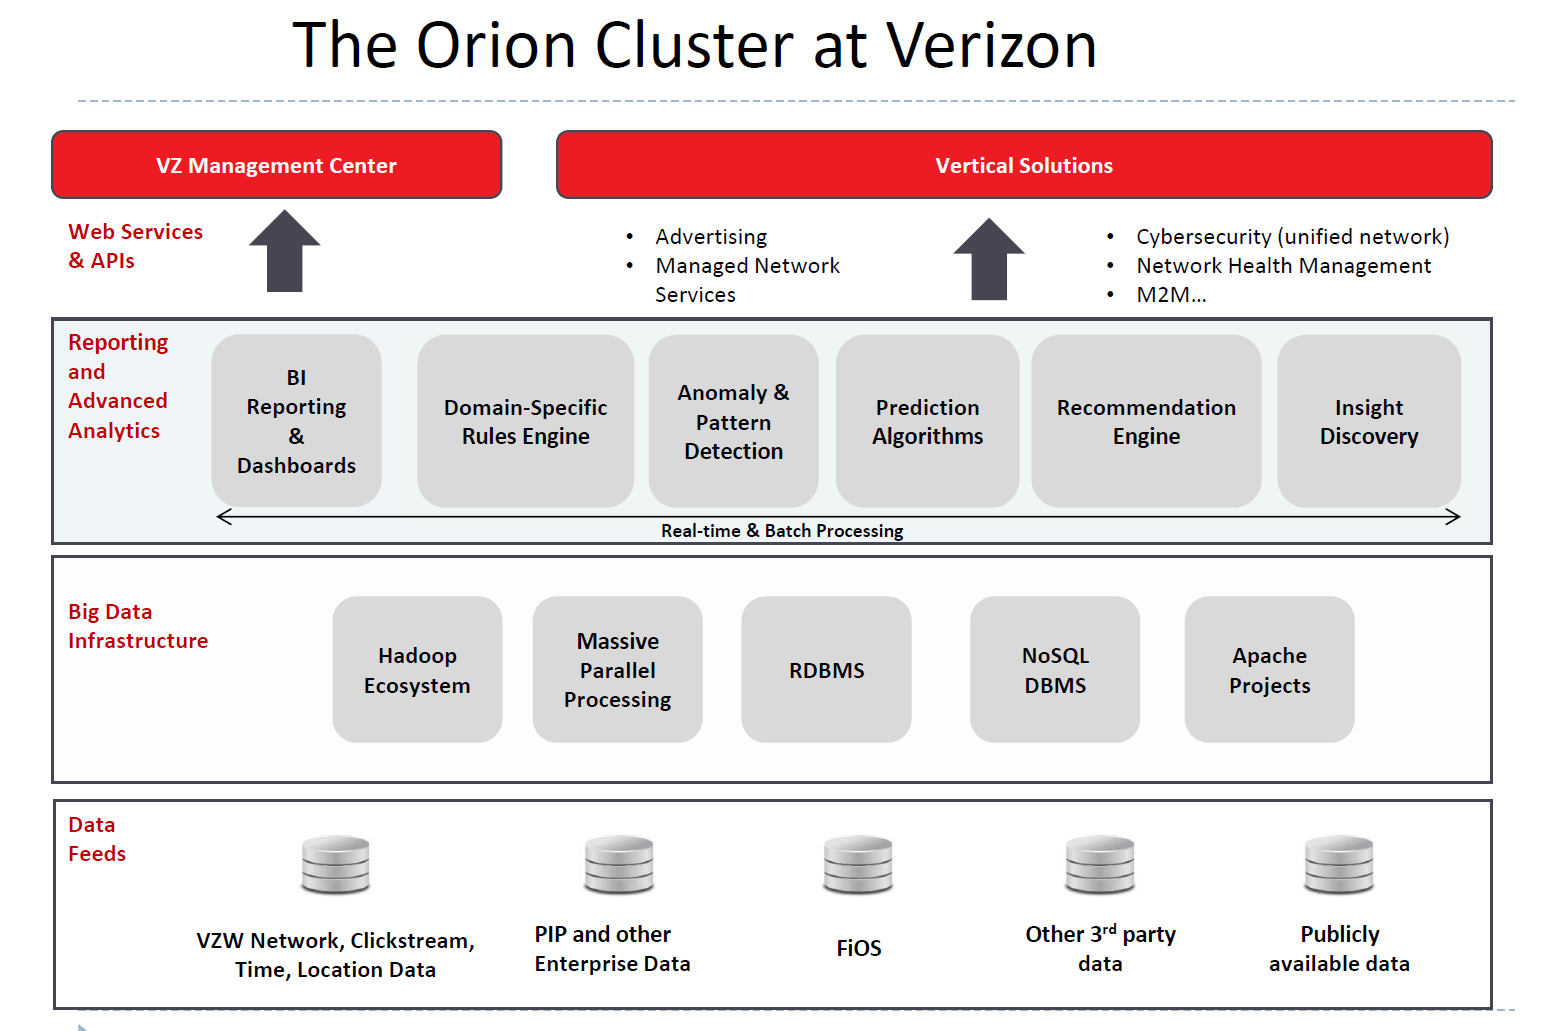 The Orion Cluster at Verizon
VZ Management Center
Vertical Solutions
Web Services
& APIs
• Advertising
• Managed Network
Services
• Cybersecurity (unified network)
• Network Health Management
• M2M...
Reporting
and
Advanced
Analytics
BI
Reporting
&
Dashboards
Domain-Specific
Rules Engine
Anomaly &
Pattern
Detection
Prediction
Algorithms
Recommendation
Engine
Insight
Discovery
Real-time & Batch Processing
Big Data
Infrastructure
Hadoop
Ecosystem
Massive
Parallel
Processing
RDBMS
NoSQL
DBMS
Apache
Projects
Data
Feeds
VZW Network, Clickstream,
Time, Location Data
PIP and other
Enterprise Data
FiOS
Other 3rd party
data
Publicly
available data